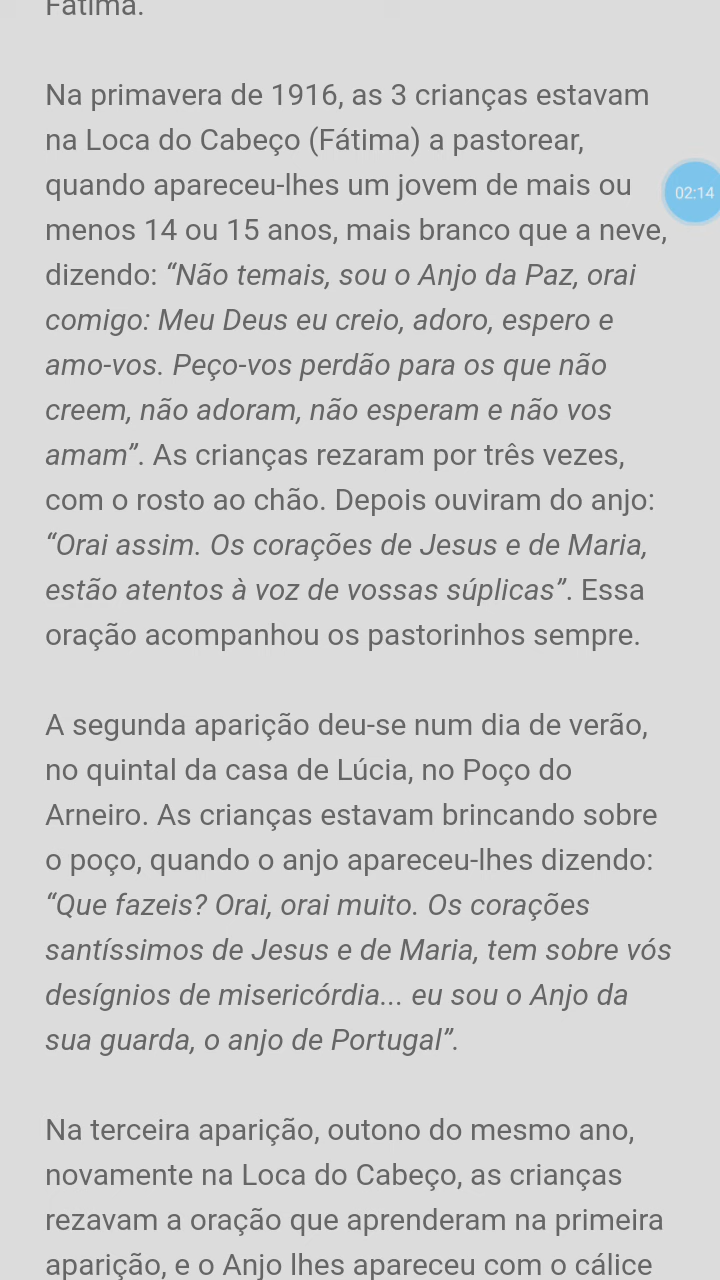 Fátima.
Na primavera de 1916, as 3 crianças estavam
na Loca do Cabeço (Fátima) a pastorear,
quando apareceu-lhes um jovem de mais ou
02:14
menos 14 ou 15 anos, mais branco que a neve,
dizendo: “Não temais, sou o Anjo da Paz, orai
comigo: Meu Deus eu creio, adoro, espero e
amo-vos. Peço-vos perdão para os que não
creem, não adoram, não esperam e não vos
amam”. As crianças rezaram por três vezes,
com o rosto ao chão. Depois ouviram do anjo:
“Orai assim. Os corações de Jesus e de Maria,
estão atentos à voz de vossas súplicas”. Essa
oração acompanhou os pastorinhos sempre.
A segunda aparição deu-se num dia de verão,
no quintal da casa de Lúcia, no Poço do
Arneiro. As crianças estavam brincando sobre
o poço, quando o anjo apareceu-lhes dizendo:
“Que fazeis? Orai, orai muito. Os corações
santíssimos de Jesus e de Maria, tem sobre vós
desígnios de misericórdia... eu sou o Anjo da
sua guarda, o anjo de Portugal”.
Na terceira aparição, outono do mesmo ano,
novamente na Loca do Cabeço, as crianças
rezavam a oração que aprenderam na primeira
aparição, e o Anjo lhes apareceu com o cálice